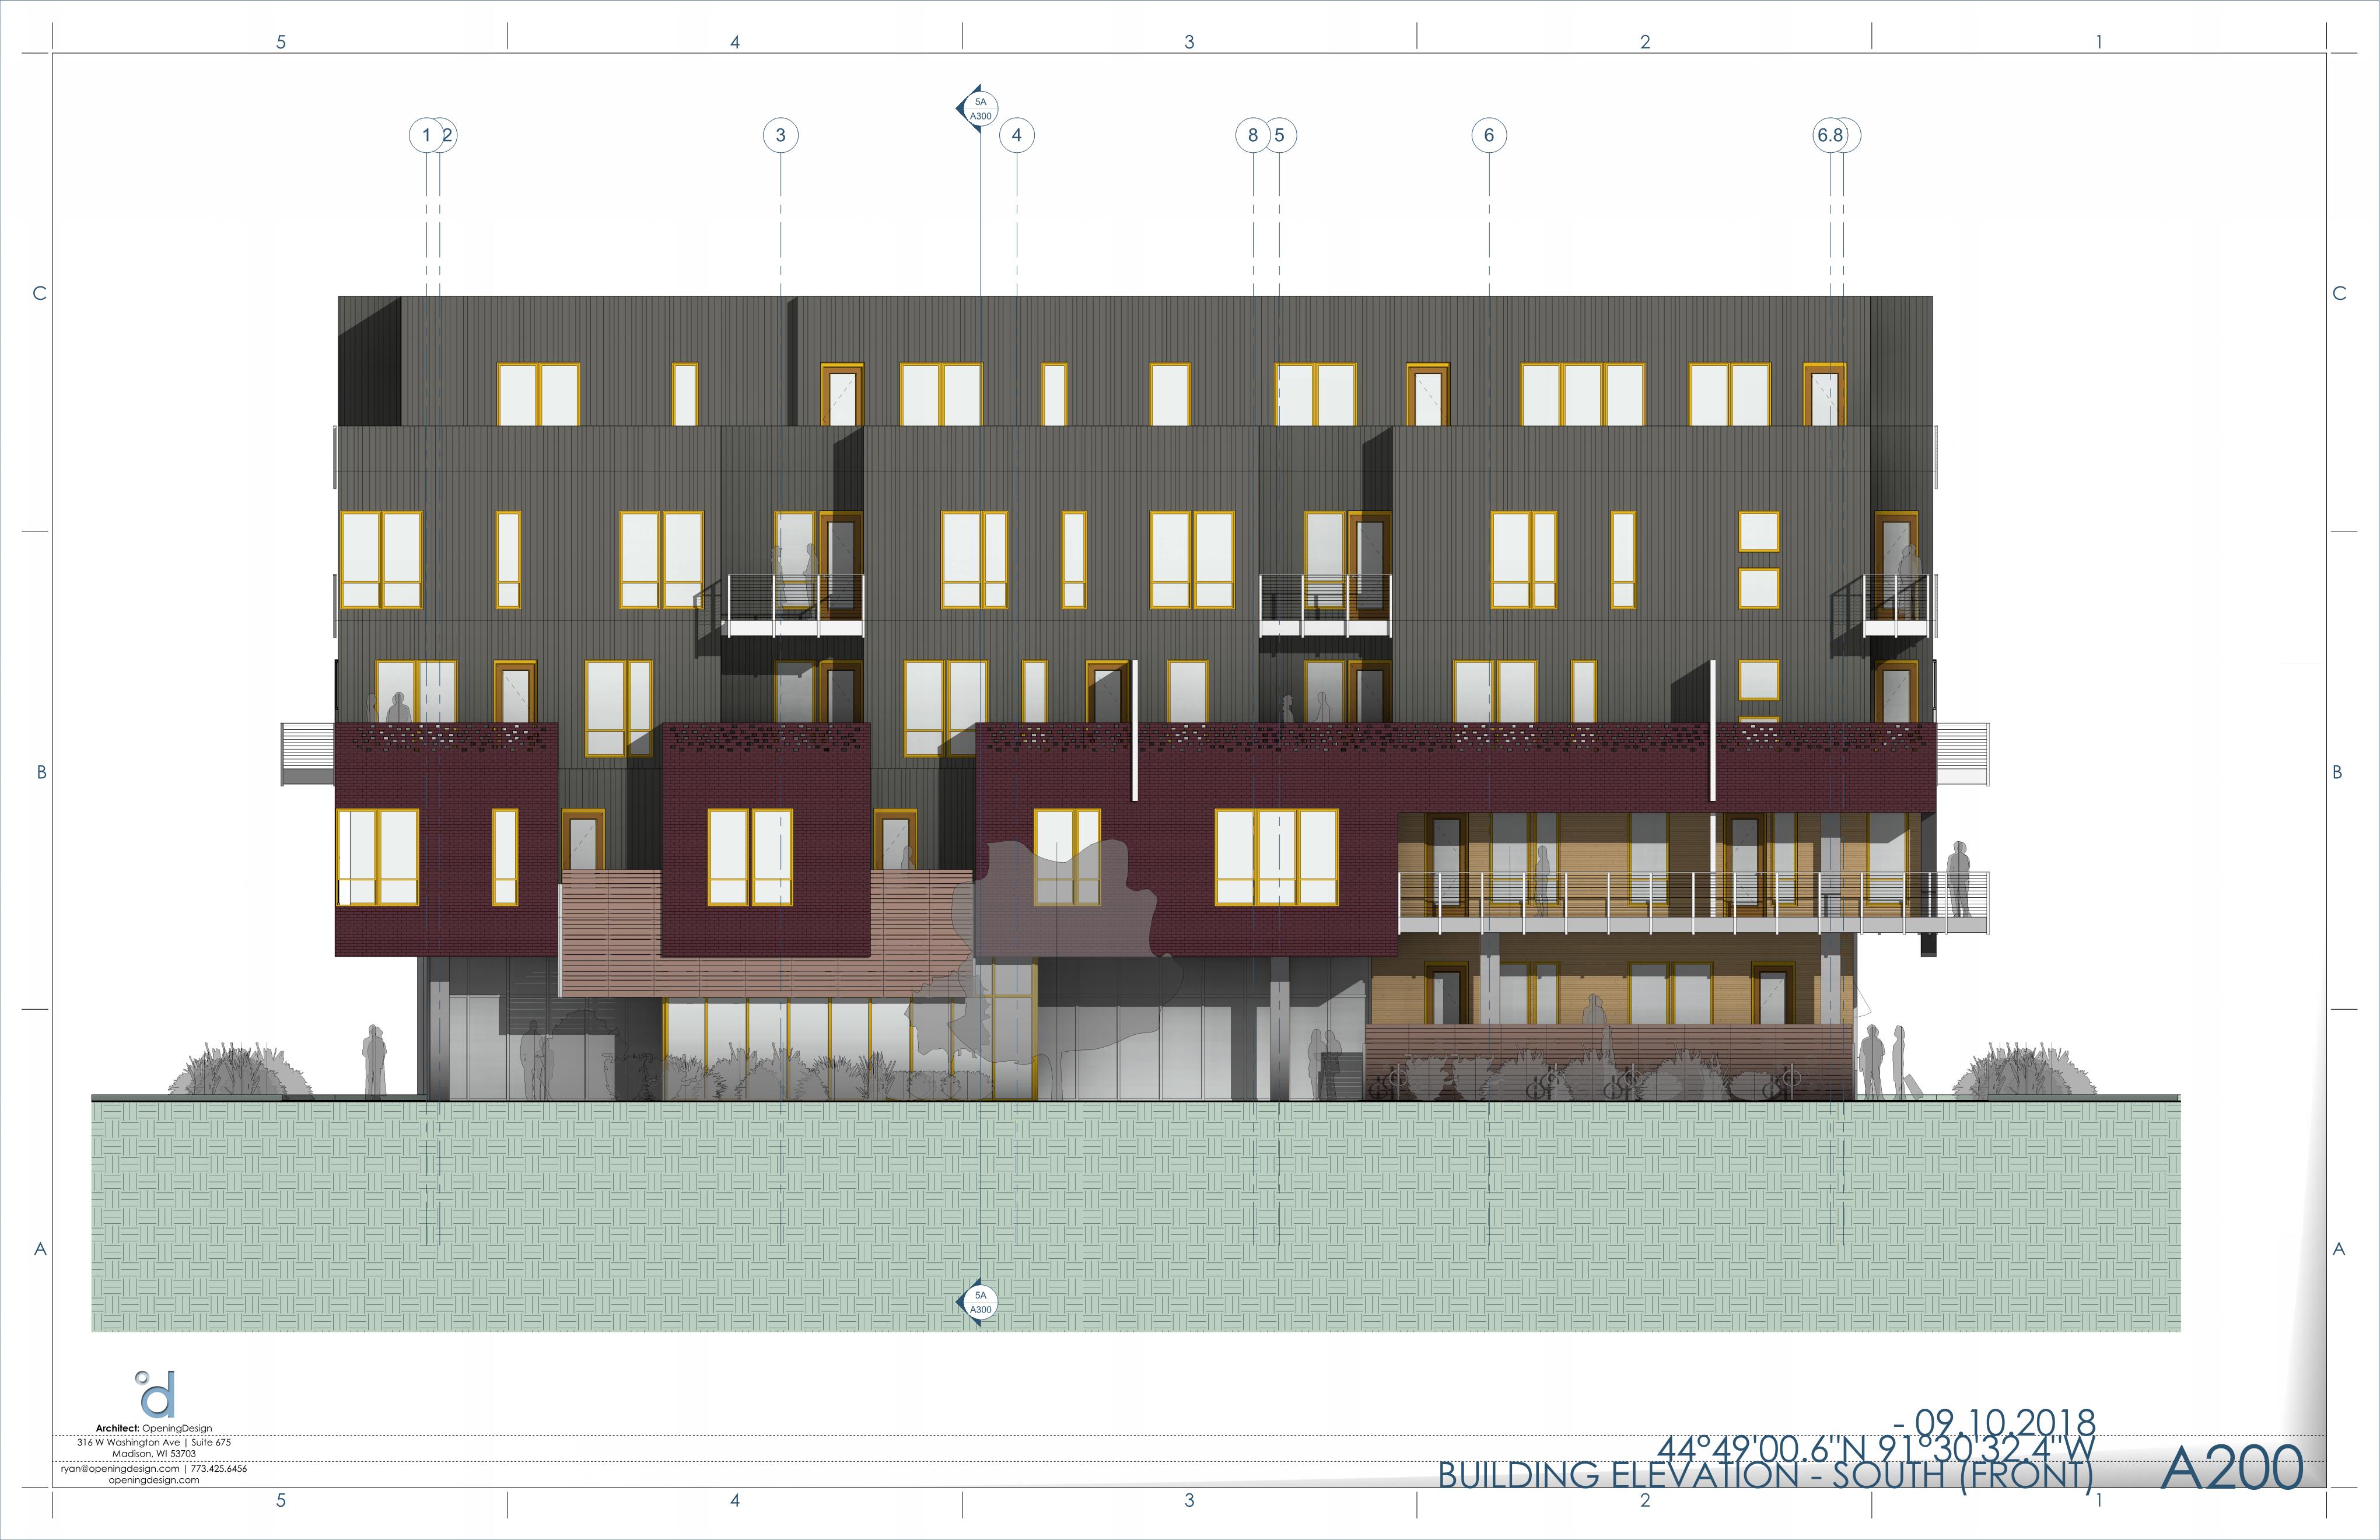 5 4 3 2 1
5A
A300
1 2 3 4 8 5 6 6.8
C C
B B
A A
5A
A300
d
Architect: OpeningDesign
316 W Washington Ave | Suite 675
Madison, WI 53703
ryan@openingdesign.com | 773.425.6456
openingdesign.com
- 09.10.2018
44°49'00.6"N 91°30'32.4"W
BUILDING ELEVATION - SOUTH (FRONT)
A200
5 4 3 2 1